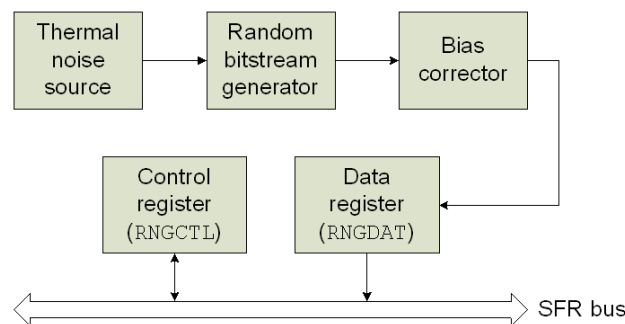 Thermal
noise
source
Random
bitstream
generator
Bias
corrector
Control
register
(RNGCTL)
Data
register
(RNGDAT)
SFR bus